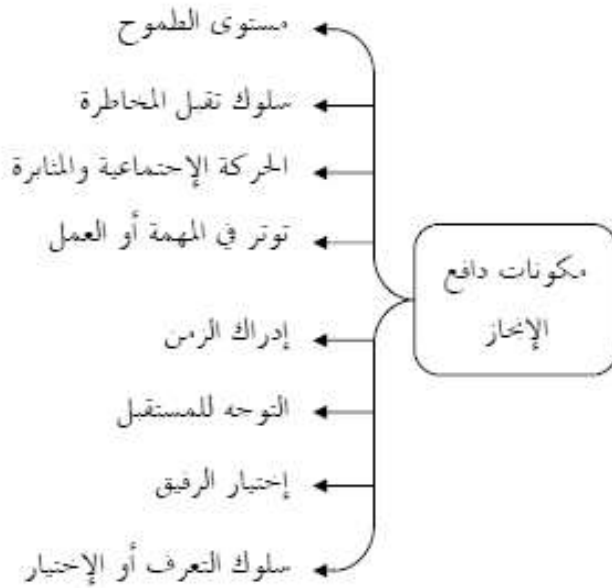 مستوى الطموح
سلوك تقبل المخاطرة
الحركة الإجتماعية والمثابرة
توتر في المهمة أو العمل
مكونات دافع
الإنجاز
إدراك الزمن
التوجه للمستقبل
إختيار الرفيق
سلوك التعرف أو الإختيار